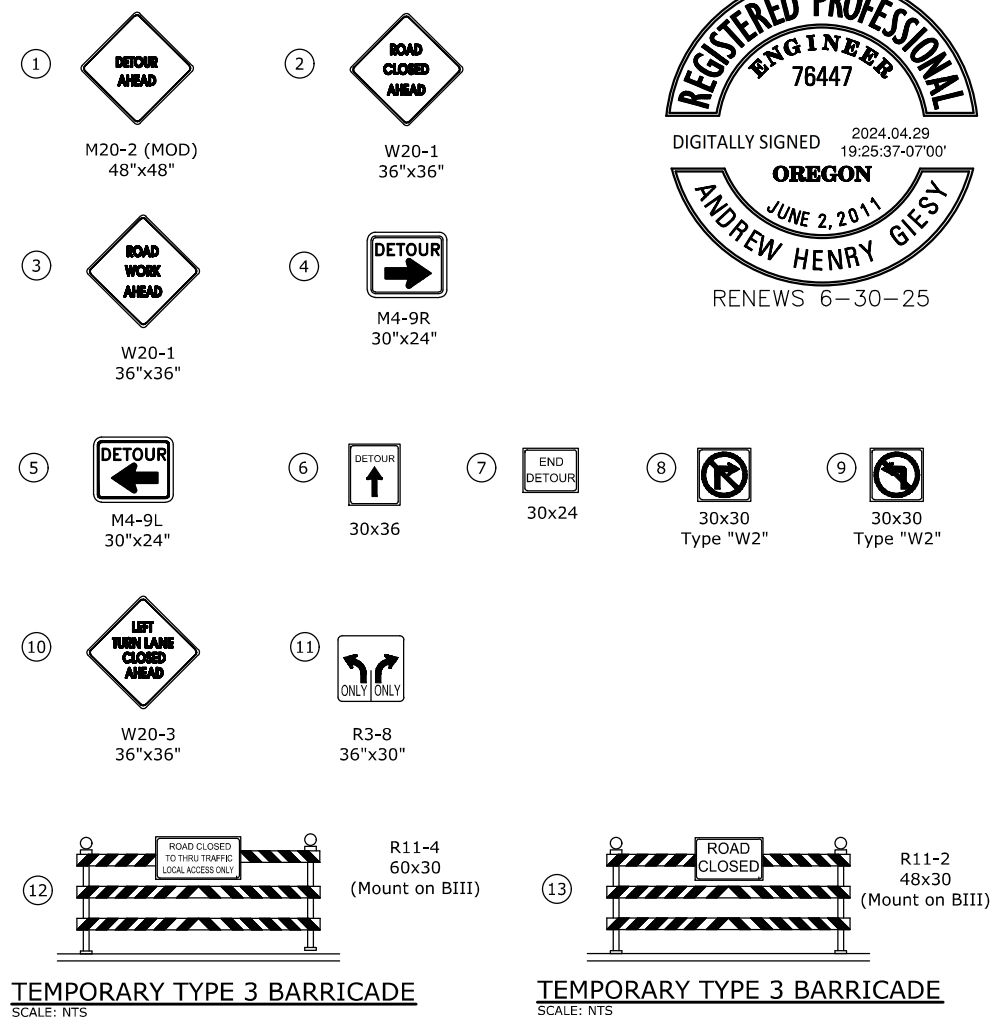 1
DETOUR
AHEAD
M20-2 (MOD)
48"x48"
2
ROAD
CLOSED
AHEAD
W20-1
36"x36"
REGISTERED PROFESSIONAL
ENGINEER
76447
DIGITALLY SIGNED
2024.04.29
19:25:37-07'00'
OREGON
JUNE 2, 2011
ANDREW HENRY GIESY
RENEWS 6-30-25
3
ROAD
WORK
AHEAD
W20-1
36"x36"
4
DETOUR
M4-9R
30"x24"
5
DETOUR
M4-9L
30"x24"
6
DETOUR
30x36
7
END
DETOUR
30x24
8
30x30
Type "W2"
9
30x30
Type "W2"
10
LEFT
TURN LANE
CLOSED
AHEAD
W20-3
36"x36"
11
ONLY ONLY
R3-8
36"x30"
12
ROAD CLOSED
TO THRU TRAFFIC
LOCAL ACCESS ONLY
R11-4
60x30
(Mount on BIII)
TEMPORARY TYPE 3 BARRICADE
SCALE: NTS
13
ROAD
CLOSED
R11-2
48x30
(Mount on BIII)
TEMPORARY TYPE 3 BARRICADE
SCALE: NTS